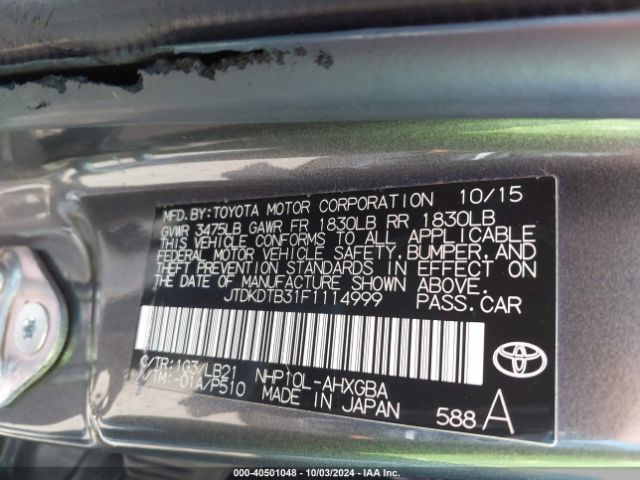 MFD.BY:TOYOTA MOTOR CORPORATION 10/15
GVWR 3475LB GAWR FR 1830LB RR 1830LB
THIS VEHICLE CONFORMS TO ALL APPLICABLE
FEDERAL MOTOR VEHICLE SAFETY,BUMPER,AND
THEFT PREVENTION STANDARDS IN EFFECT ON
THE DATE OF MANUFACTURE SHOWN ABOVE.
JTDKDTB31F1114999 PASS.CAR
C/TR:1G3/LB21 NHP10L-AHXGBA
A/TM:-01A/P510 MADE IN JAPAN
588 A
000-40501048 - 10/03/2024 - IAA Inc.